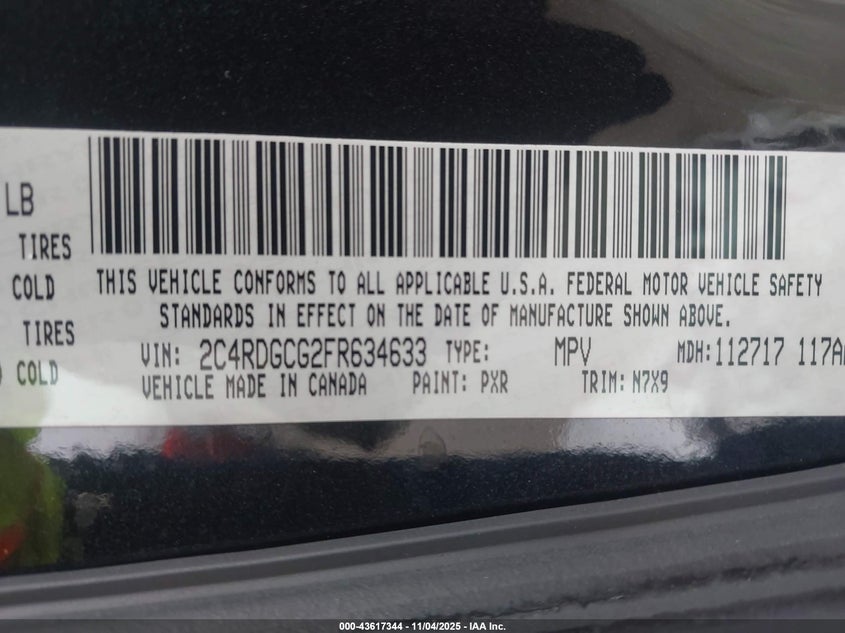 LB
TIRES
COLD
TIRES
COLD
THIS VEHICLE CONFORMS TO ALL APPLICABLE U.S.A. FEDERAL MOTOR VEHICLE SAFETY
STANDARDS IN EFFECT ON THE DATE OF MANUFACTURE SHOWN ABOVE.
VIN: 2C4RDGCG2FR634633 TYPE: MPV MDH:112717 117A
VEHICLE MADE IN CANADA PAINT: PXR TRIM: N7X9
000-43617344 - 11/04/2025 - IAA Inc.